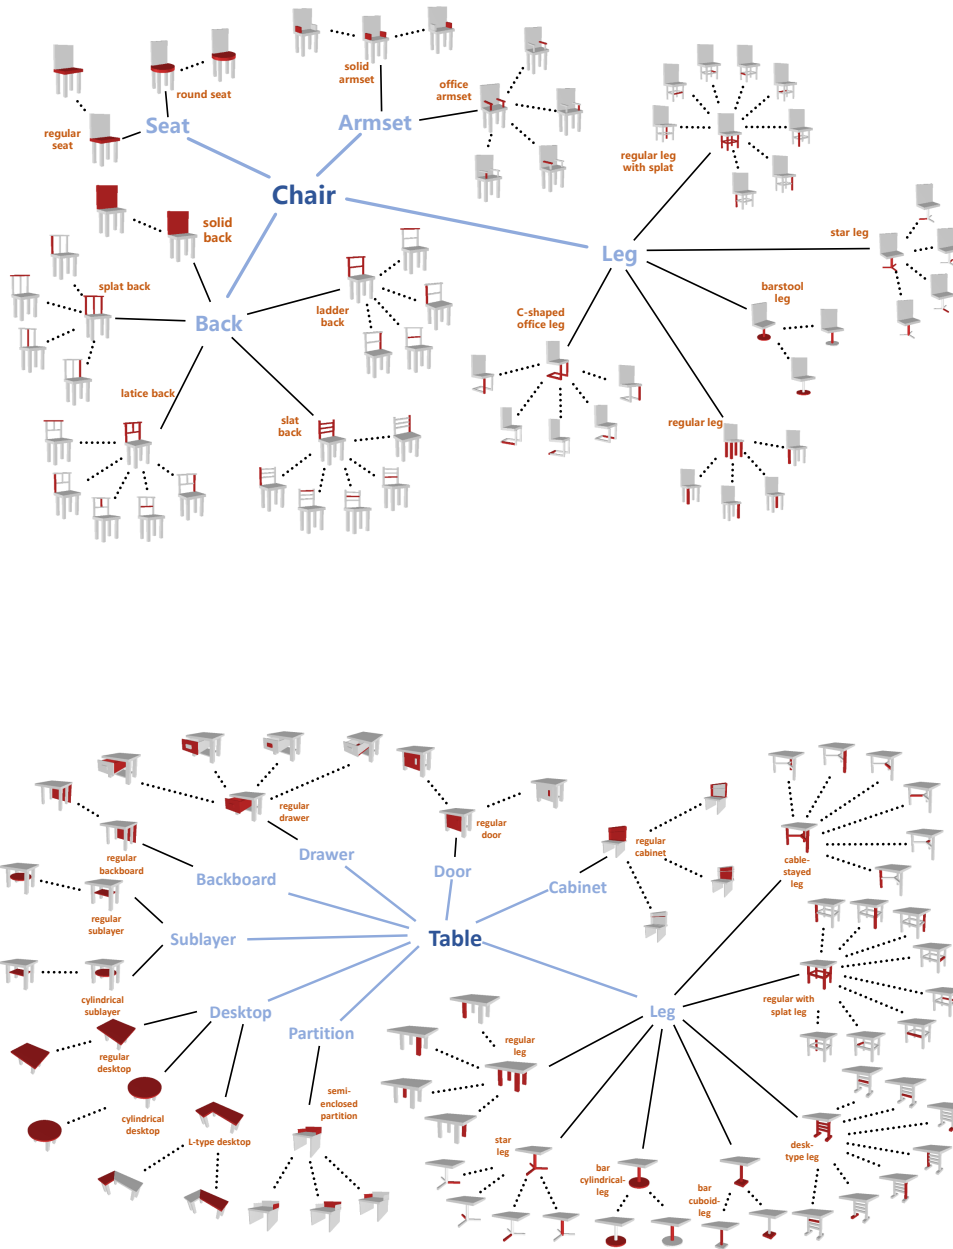 solid
armset
office
armset
round seat
Seat
Armset
regular
seat
regular leg
with splat
Chair
solid
back
star leg
Leg
splat back
barstool
leg
ladder
back
C-shaped
office leg
Back
latice back
slat
back
regular leg
regular
drawer
regular
door
regular
cabinet
Drawer
regular
backboard
cable-
stayed
leg
Door
Backboard
Cabinet
regular
sublayer
Sublayer
Table
cylindrical
sublayer
regular with
splat leg
Desktop
Leg
Partition
regular
desktop
regular
leg
semi-
enclosed
partition
cylindrical
desktop
L-type desktop
star
leg
desk-
type leg
bar
cylindrical-
leg
bar
cuboid-
leg